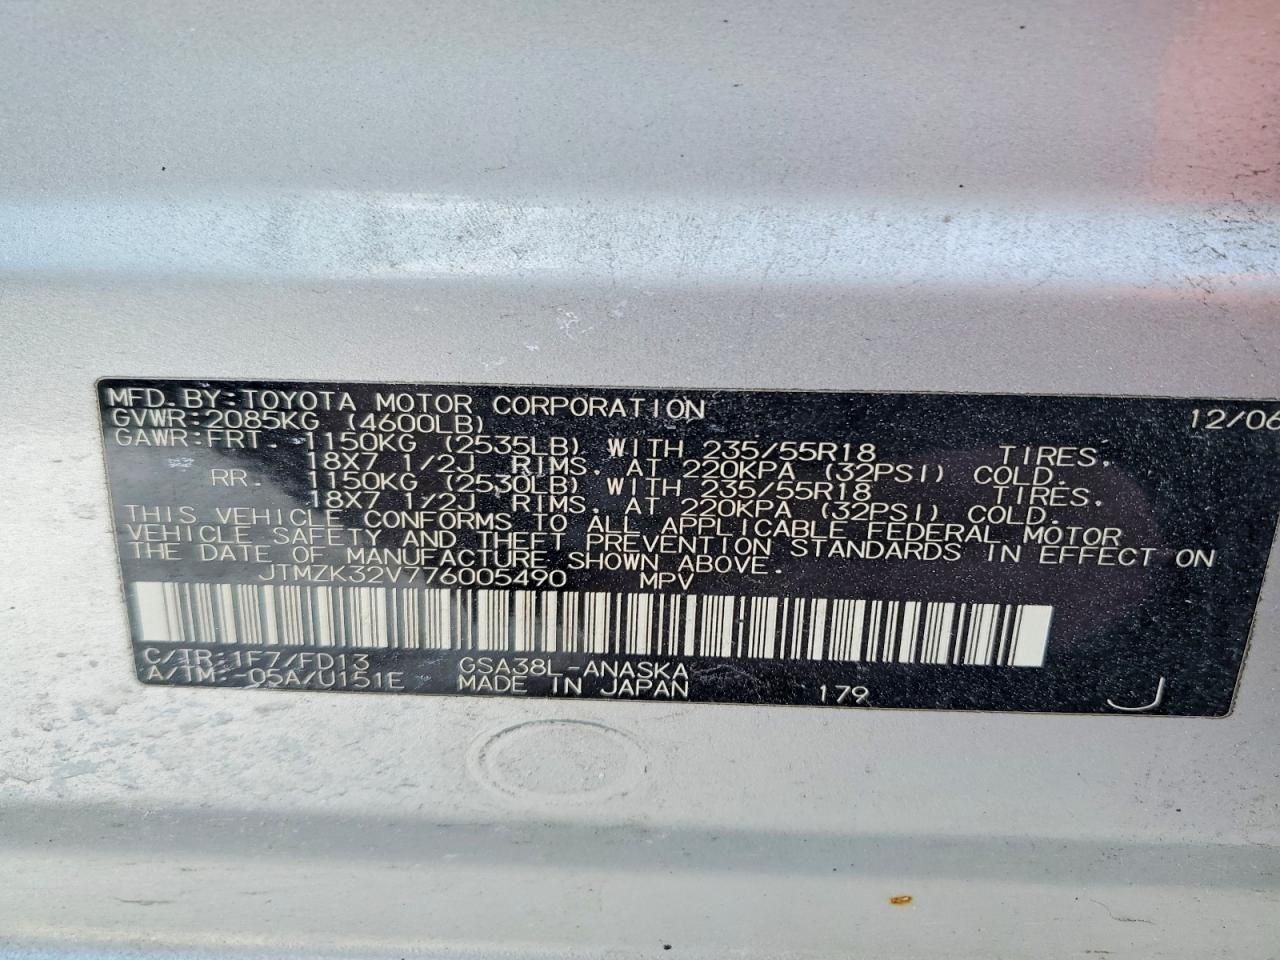 MFD. BY: TOYOTA MOTOR CORPORATION 12/06
GVWR: 2085KG (4600LB)
GAWR: FRT. 1150KG (2535LB) WITH 235/55R18 TIRES,
18X7 1/2J RIMS, AT 220KPA (32PSI) COLD.
RR. 1150KG (2530LB) WITH 235/55R18 TIRES,
18X7 1/2J RIMS, AT 220KPA (32PSI) COLD.
THIS VEHICLE CONFORMS TO ALL APPLICABLE FEDERAL MOTOR
VEHICLE SAFETY AND THEFT PREVENTION STANDARDS IN EFFECT ON
THE DATE OF MANUFACTURE SHOWN ABOVE.
JTMZK32V776005490 MPV
C/TR: 1F7/FD13 GSA38L-ANASKA
A/TM: -05A/U151E MADE IN JAPAN 179 J